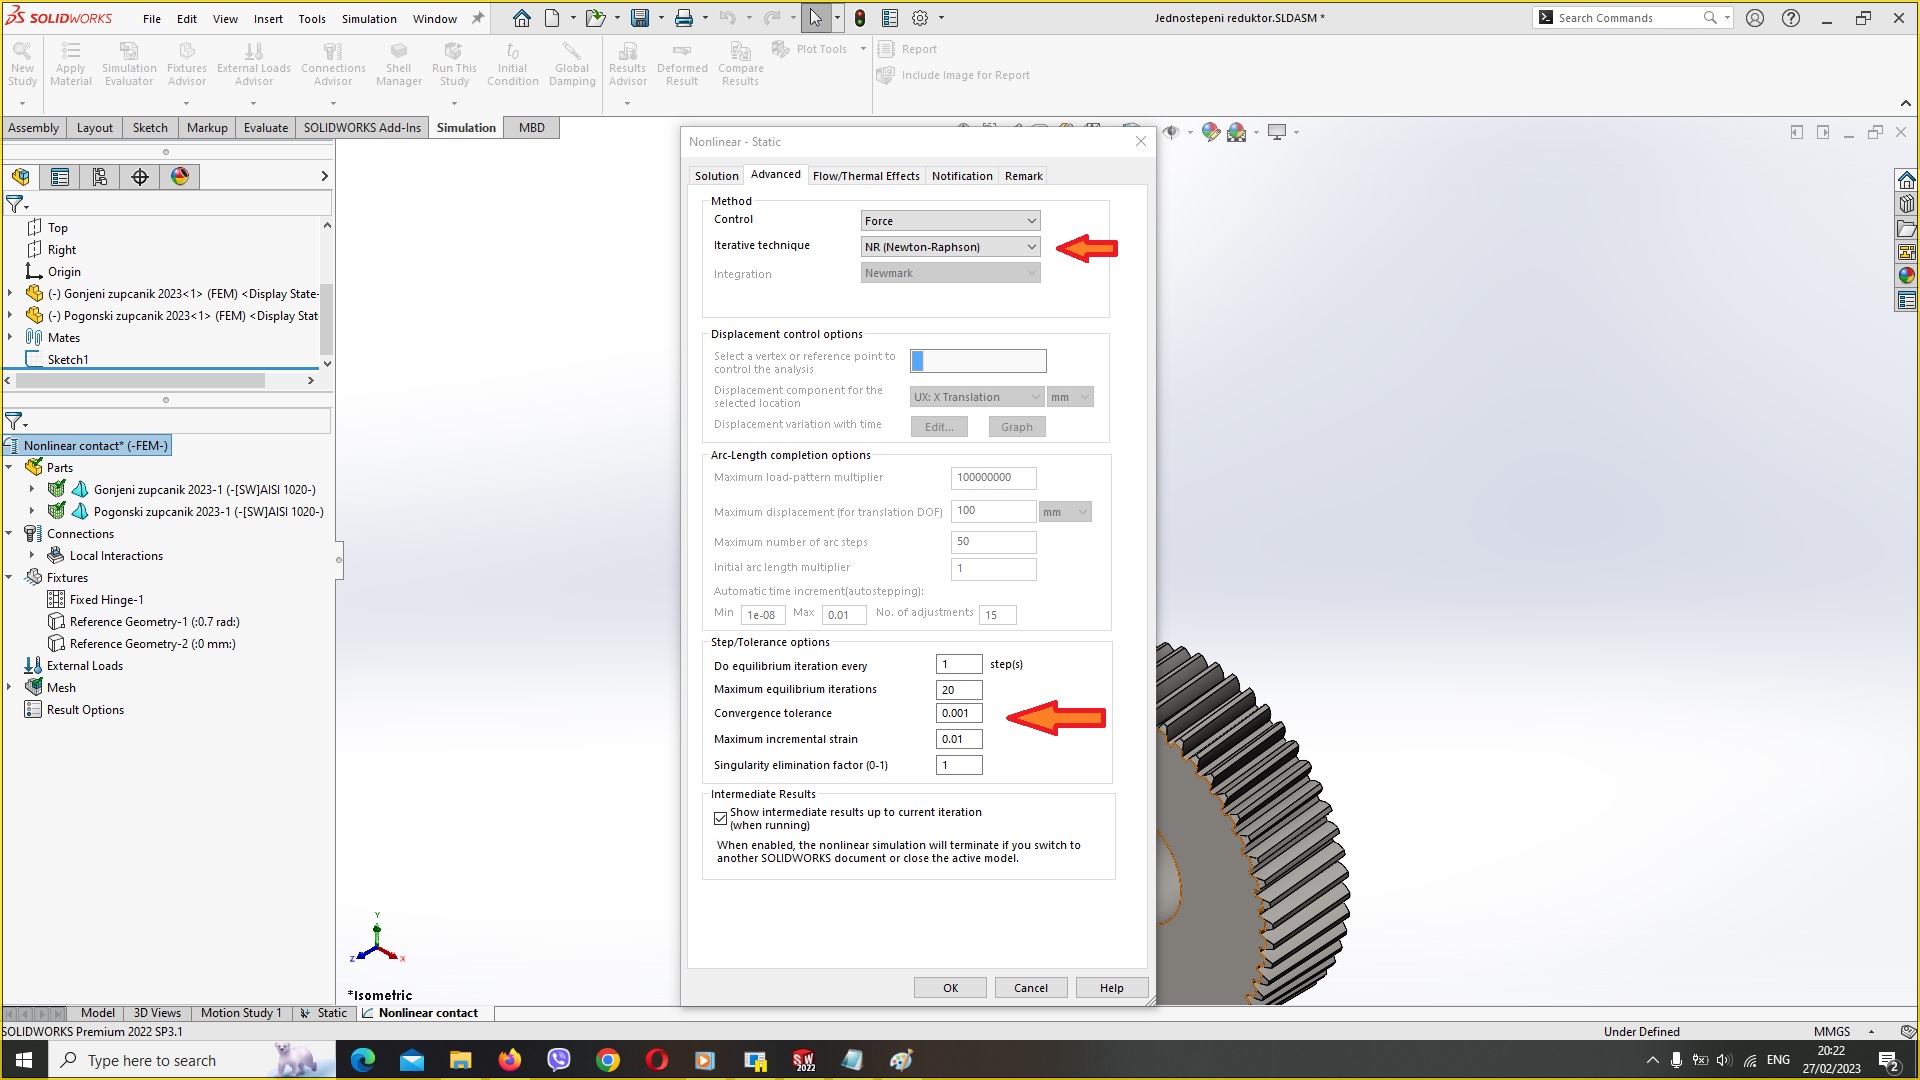 SOLIDWORKS File Edit View Insert Tools Simulation Window Jednostepeni reduktor.SLDASM * Search Commands
New Study
Apply Material
Simulation Evaluator
Fixtures Advisor
External Loads Advisor
Connections Advisor
Shell Manager
Run This Study
Initial Condition
Global Damping
Results Advisor
Deformed Result
Compare Results
Plot Tools
Report
Include Image for Report
Assembly Layout Sketch Markup Evaluate SOLIDWORKS Add-Ins Simulation MBD
Top
Right
Origin
(-) Gonjeni zupcanik 2023<1> (FEM) <Display State-
(-) Pogonski zupcanik 2023<1> (FEM) <Display Stat
Mates
Sketch1
Nonlinear contact* (-FEM-)
Parts
Gonjeni zupcanik 2023-1 (-[SW]AISI 1020-)
Pogonski zupcanik 2023-1 (-[SW]AISI 1020-)
Connections
Local Interactions
Fixtures
Fixed Hinge-1
Reference Geometry-1 (:0.7 rad:)
Reference Geometry-2 (:0 mm:)
External Loads
Mesh
Result Options
Nonlinear - Static
Solution Advanced Flow/Thermal Effects Notification Remark
Method
Control Force
Iterative technique NR (Newton-Raphson)
Integration Newmark
Displacement control options
Select a vertex or reference point to
control the analysis
Displacement component for the
selected location UX: X Translation mm
Displacement variation with time Edit... Graph
Arc-Length completion options
Maximum load-pattern multiplier 100000000
Maximum displacement (for translation DOF) 100 mm
Maximum number of arc steps 50
Initial arc length multiplier 1
Automatic time increment(autostepping):
Min 1e-08 Max 0.01 No. of adjustments 15
Step/Tolerance options
Do equilibrium iteration every 1 step(s)
Maximum equilibrium iterations 20
Convergence tolerance 0.001
Maximum incremental strain 0.01
Singularity elimination factor (0-1) 1
Intermediate Results
Show intermediate results up to current iteration
(when running)
When enabled, the nonlinear simulation will terminate if you switch to
another SOLIDWORKS document or close the active model.
OK Cancel Help
Y
Z X
*Isometric
Model 3D Views Motion Study 1 Static Nonlinear contact
SOLIDWORKS Premium 2022 SP3.1 Under Defined MMGS
Type here to search
SW 2022
ENG
20:22
27/02/2023
2